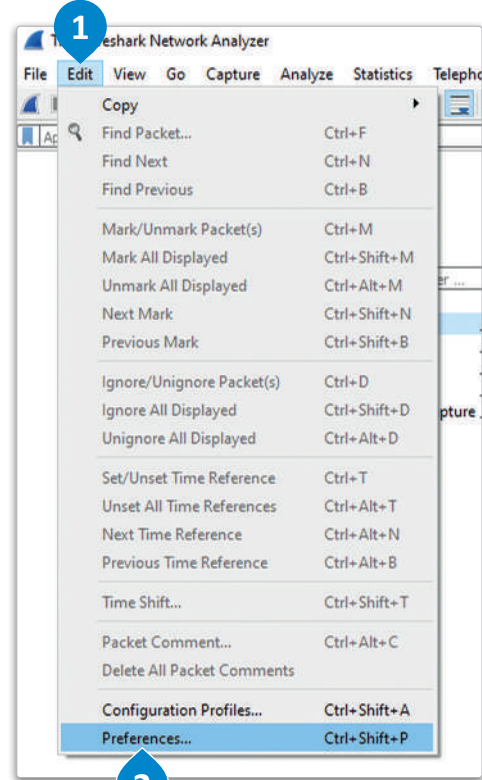 1
eshark Network Analyzer
File Edit View Go Capture Analyze Statistics Telepho
Ap
Copy
Find Packet... Ctrl+F
Find Next Ctrl+N
Find Previous Ctrl+B
Mark/Unmark Packet(s) Ctrl+M
Mark All Displayed Ctrl+Shift+M
Unmark All Displayed Ctrl+Alt+M
er ...
Next Mark Ctrl+Shift+N
Previous Mark Ctrl+Shift+B
Ignore/Unignore Packet(s) Ctrl+D
Ignore All Displayed Ctrl+Shift+D
pture
Unignore All Displayed Ctrl+Alt+D
Set/Unset Time Reference Ctrl+T
Unset All Time References Ctrl+Alt+T
Next Time Reference Ctrl+Alt+N
Previous Time Reference Ctrl+Alt+B
Time Shift... Ctrl+Shift+T
Packet Comment... Ctrl+Alt+C
Delete All Packet Comments
Configuration Profiles... Ctrl+Shift+A
Preferences... Ctrl+Shift+P